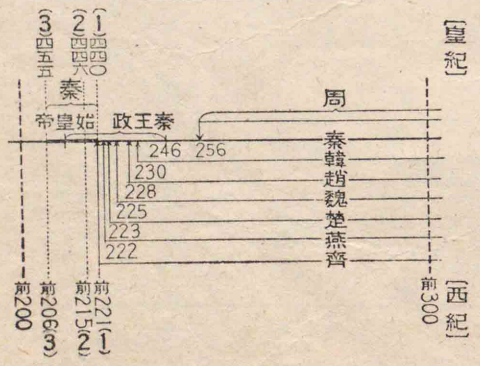 [皇紀]
(1)四四〇
(2)四四六
(3)四五五
秦
周
秦王政
始皇帝
秦
韓
趙
魏
楚
燕
齊
256
246
230
228
225
223
222
[西紀]
前300
前221(1)
前215(2)
前206(3)
前200